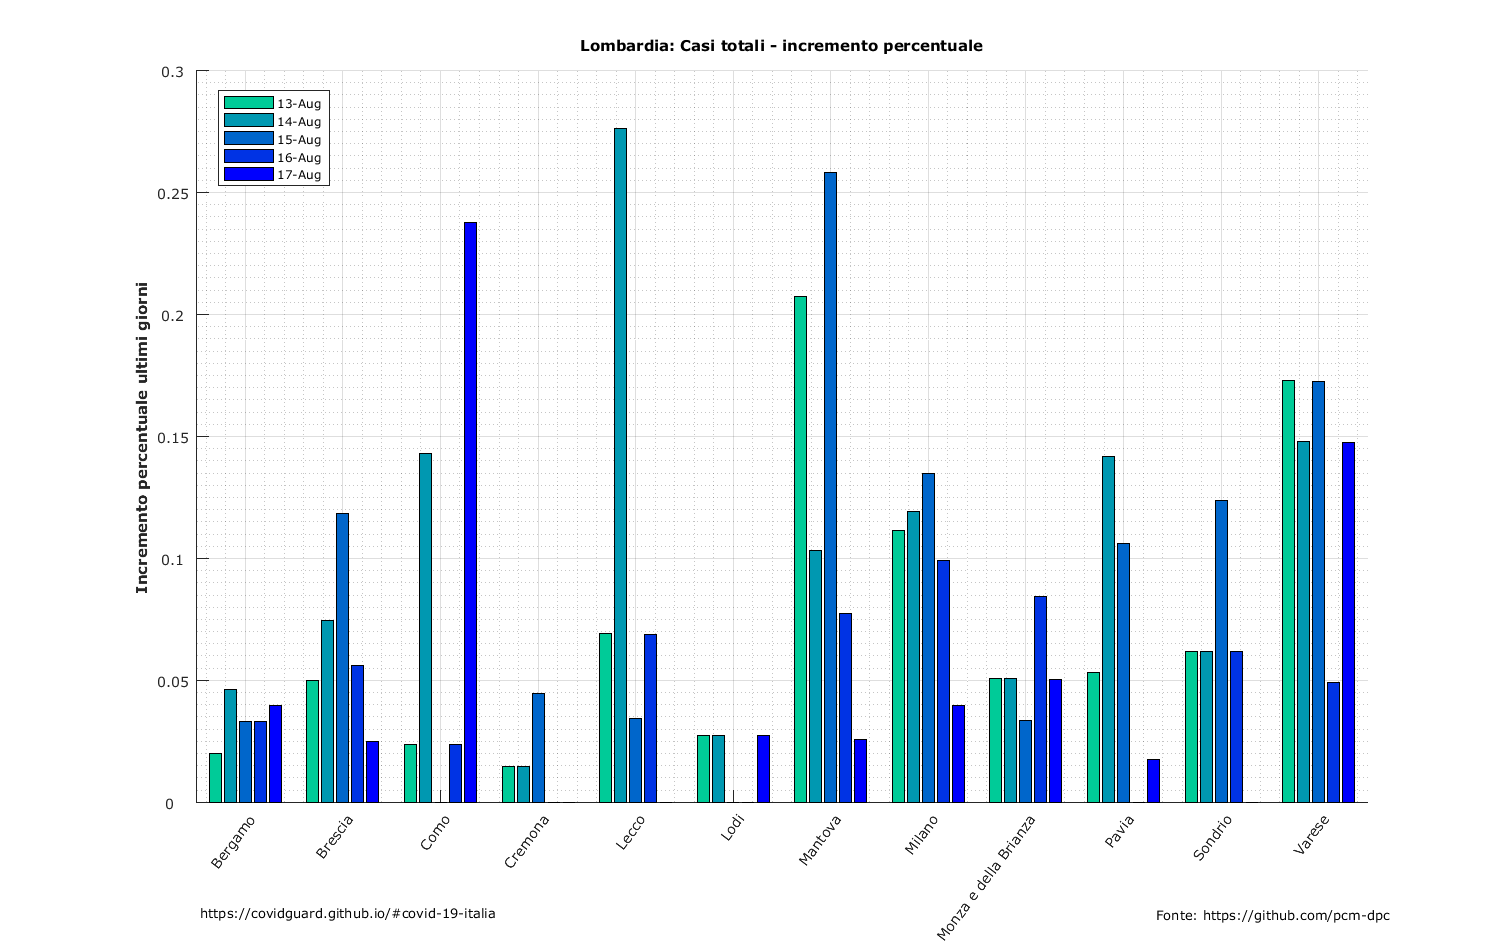 Lombardia: Casi totali - incremento percentuale
0.3
0.25
0.2
0.15
0.1
0.05
0
Incremento percentuale ultimi giorni
13-Aug
14-Aug
15-Aug
16-Aug
17-Aug
Bergamo
Brescia
Como
Cremona
Lecco
Lodi
Mantova
Milano
Monza e della Brianza
Pavia
Sondrio
Varese
https://covidguard.github.io/#covid-19-italia
Fonte: https://github.com/pcm-dpc